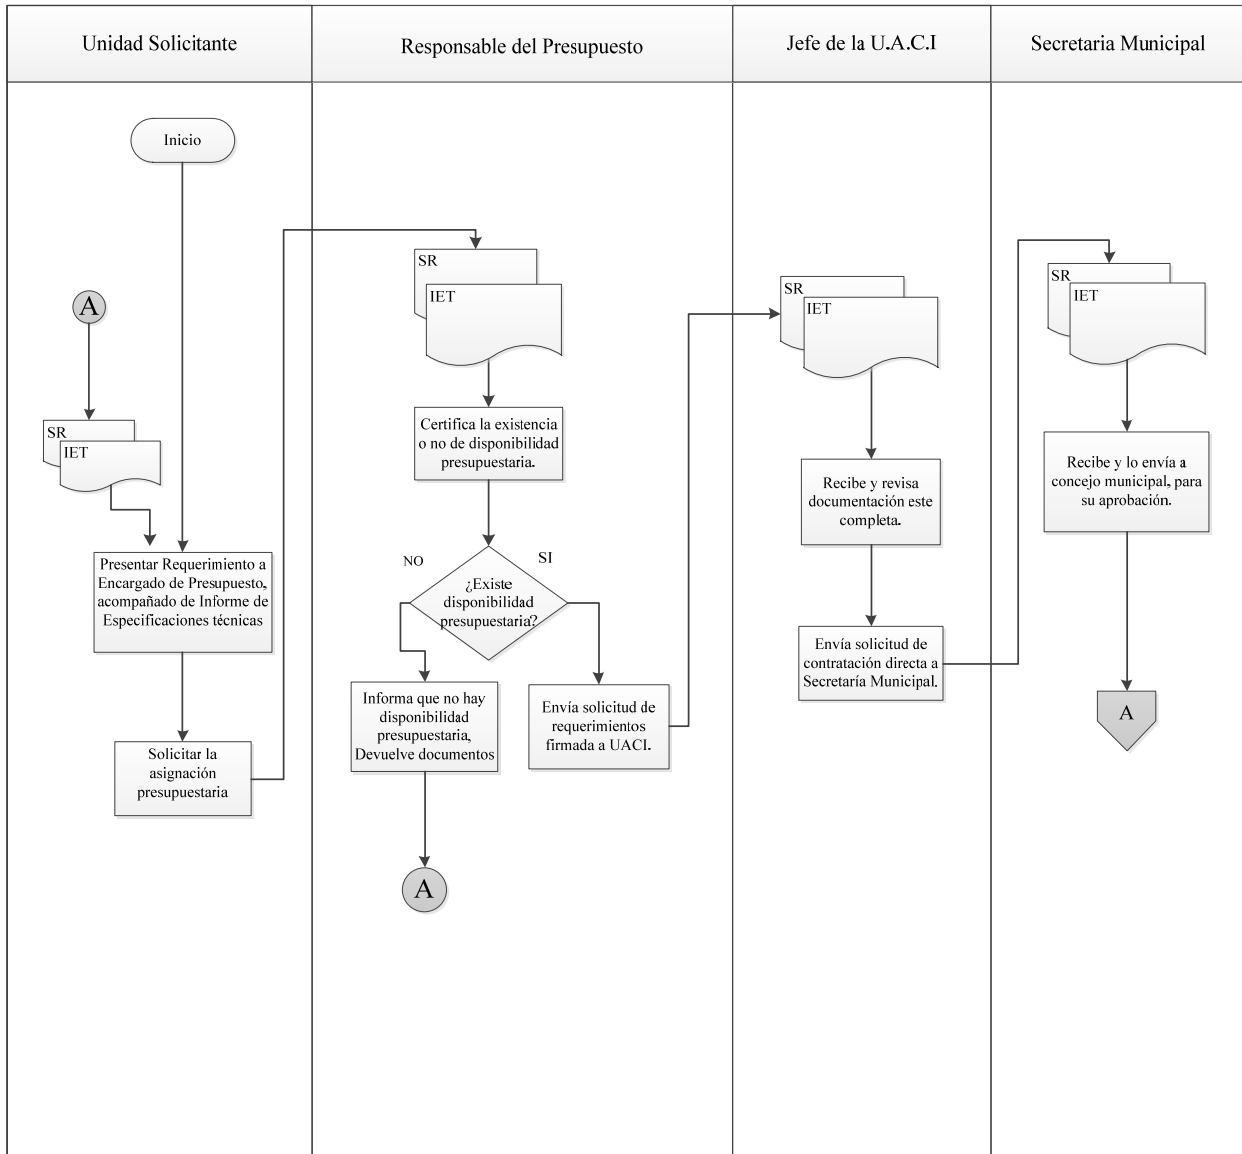 Unidad Solicitante
Responsable del Presupuesto
Jefe de la U.A.C.I
Secretaria Municipal
Inicio
A
SR
IET
Presentar Requerimiento a
Encargado de Presupuesto,
acompañado de Informe de
Especificaciones técnicas
Solicitar la
asignación
presupuestaria
SR
IET
Certifica la existencia
o no de disponibilidad
presupuestaria.
NO
SI
¿Existe
disponibilidad
presupuestaria?
Informa que no hay
disponibilidad
presupuestaria,
Devuelve documentos
Envía solicitud de
requerimientos
firmada a UACI.
A
SR
IET
Recibe y revisa
documentación este
completa.
Envía solicitud de
contratación directa a
Secretaría Municipal.
SR
IET
Recibe y lo envía a
concejo municipal, para
su aprobación.
A